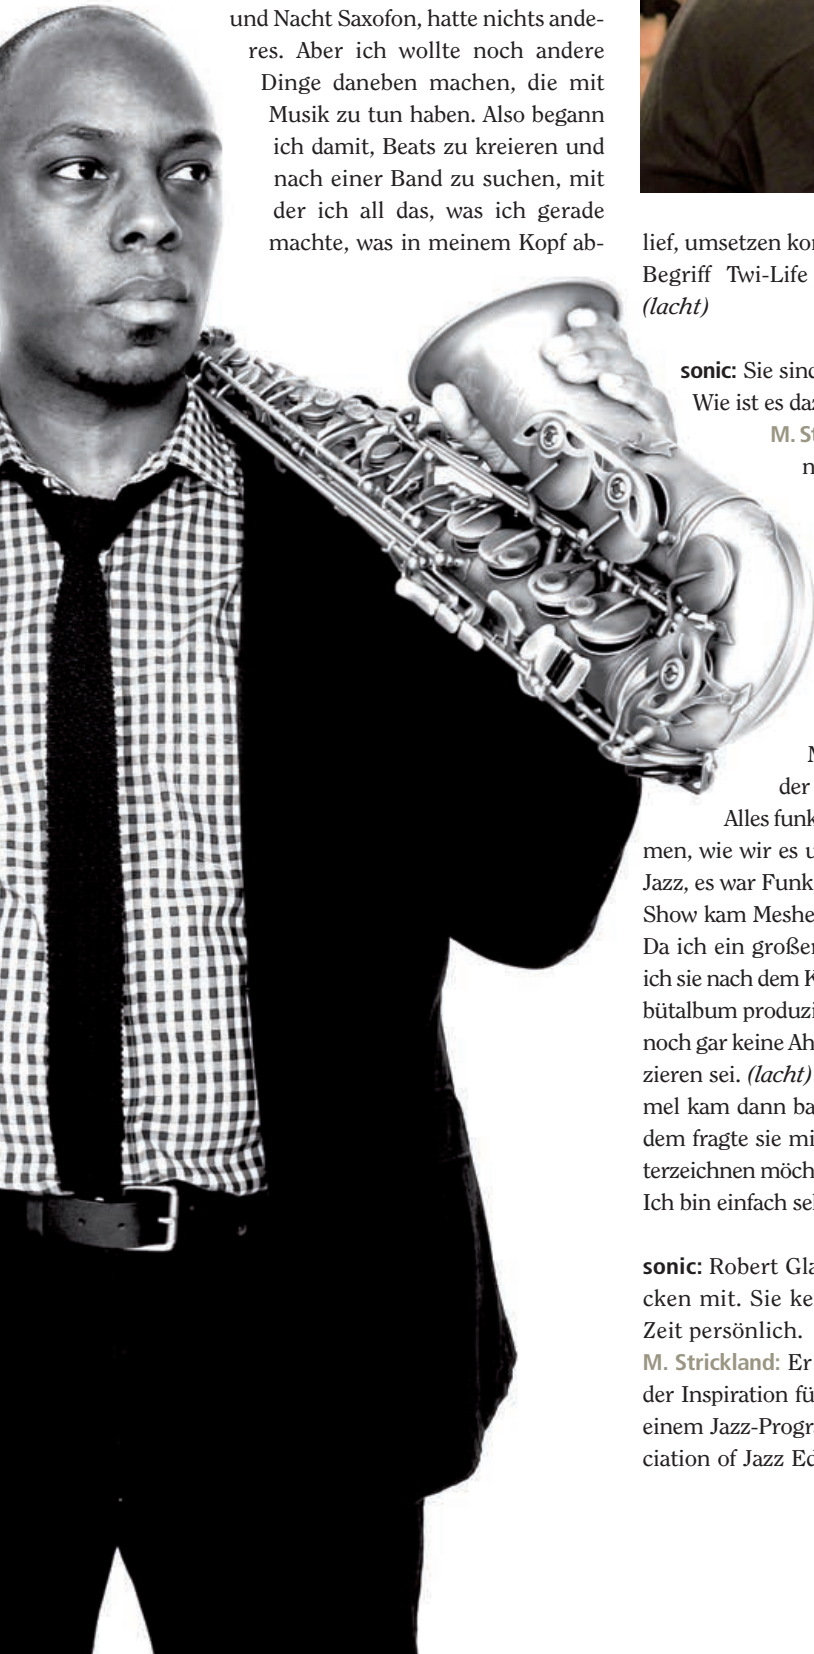 und Nacht Saxofon, hatte nichts ande-
res. Aber ich wollte noch andere
Dinge daneben machen, die mit
Musik zu tun haben. Also begann
ich damit, Beats zu kreieren und
nach einer Band zu suchen, mit
der ich all das, was ich gerade
machte, was in meinem Kopf ab-
lief, umsetzen kon
Begriff Twi-Life
(lacht)
sonic: Sie sind
Wie ist es daz
M. St
n
M
der
Alles funk
men, wie wir es u
Jazz, es war Funk
Show kam Meshe
Da ich ein großer
ich sie nach dem K
bütalbum produzi
noch gar keine Ah
zieren sei. (lacht)
mel kam dann ba
dem fragte sie mi
terzeichnen möch
Ich bin einfach sel
sonic: Robert Gla
cken mit. Sie ke
Zeit persönlich.
M. Strickland: Er
der Inspiration fü
einem Jazz-Progr
ciation of Jazz Ed